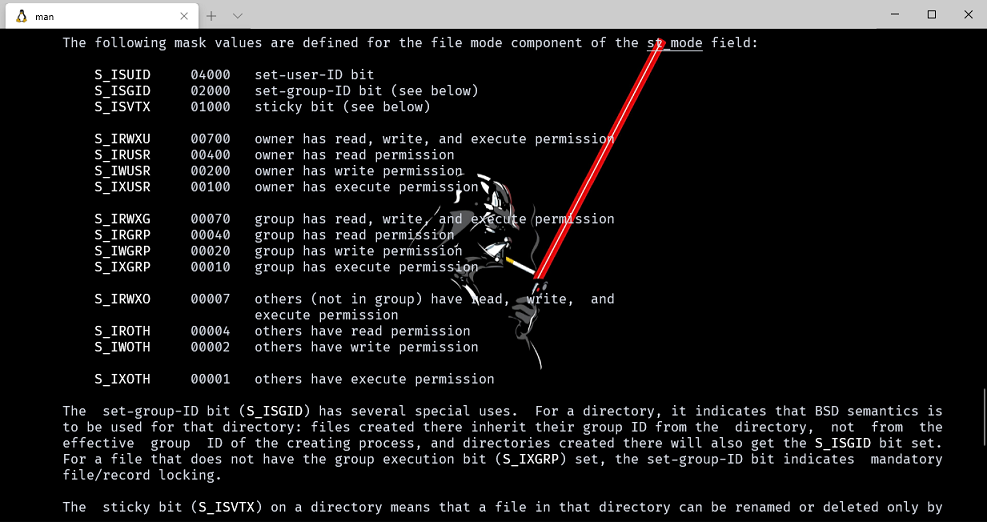 man
The following mask values are defined for the file mode component of the st_mode field:
S_ISUID 04000 set-user-ID bit
S_ISGID 02000 set-group-ID bit (see below)
S_ISVTX 01000 sticky bit (see below)
S_IRWXU 00700 owner has read, write, and execute permission
S_IRUSR 00400 owner has read permission
S_IWUSR 00200 owner has write permission
S_IXUSR 00100 owner has execute permission
S_IRWXG 00070 group has read, write, and execute permission
S_IRGRP 00040 group has read permission
S_IWGRP 00020 group has write permission
S_IXGRP 00010 group has execute permission
S_IRWXO 00007 others (not in group) have read, write, and
execute permission
S_IROTH 00004 others have read permission
S_IWOTH 00002 others have write permission
S_IXOTH 00001 others have execute permission
The set-group-ID bit (S_ISGID) has several special uses. For a directory, it indicates that BSD semantics is
to be used for that directory: files created there inherit their group ID from the directory, not from the
effective group ID of the creating process, and directories created there will also get the S_ISGID bit set.
For a file that does not have the group execution bit (S_IXGRP) set, the set-group-ID bit indicates mandatory
file/record locking.
The sticky bit (S_ISVTX) on a directory means that a file in that directory can be renamed or deleted only by